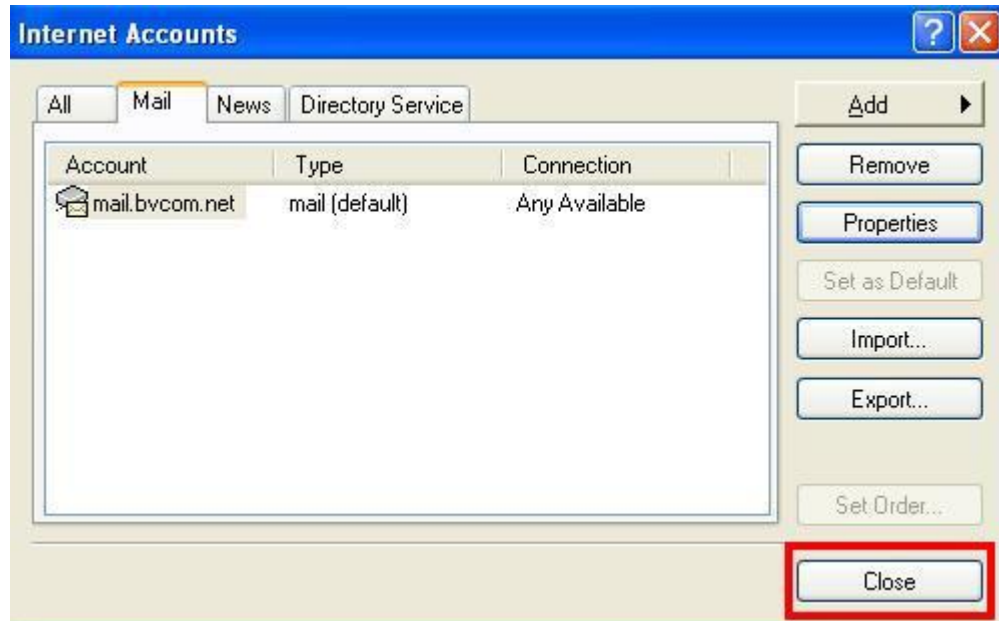 Internet Accounts
All Mail News Directory Service
Add
Account Type Connection
Remove
mail.bvcom.net mail (default) Any Available
Properties
Set as Default
Import...
Export...
Set Order...
Close